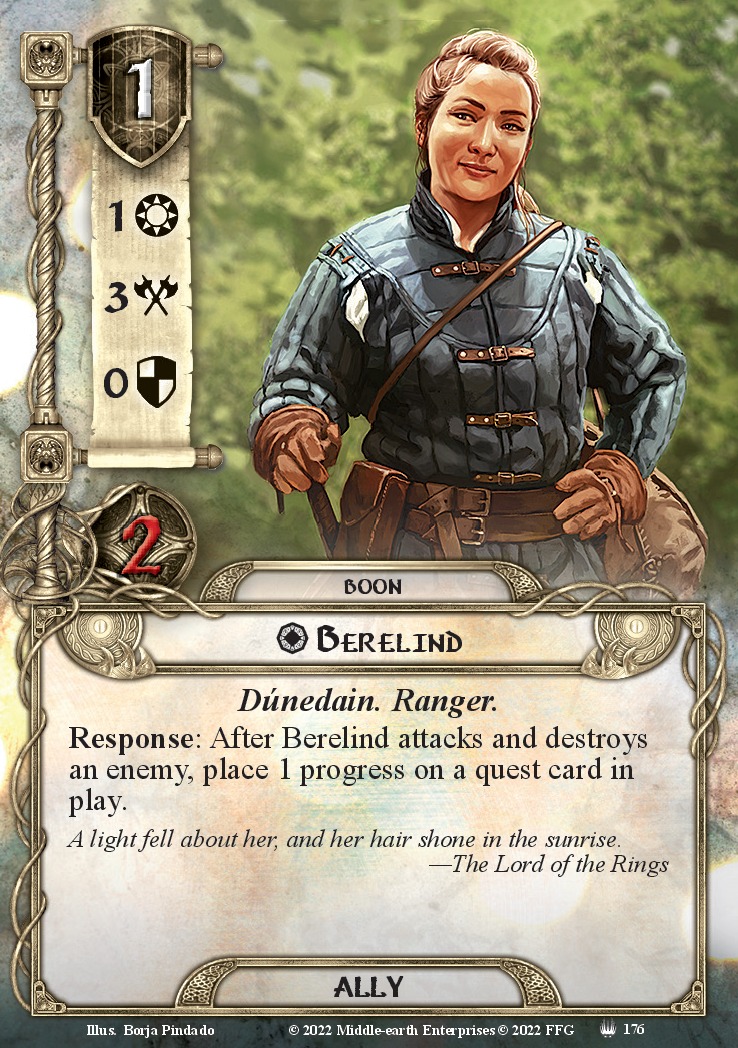 1
1
3
0
2
BOON
BERELIND
Dúnedain. Ranger.
Response: After Berelind attacks and destroys
an enemy, place 1 progress on a quest card in
play.
A light fell about her, and her hair shone in the sunrise.
—The Lord of the Rings
ALLY
Illus. Borja Pindado © 2022 Middle-earth Enterprises © 2022 FFG 176